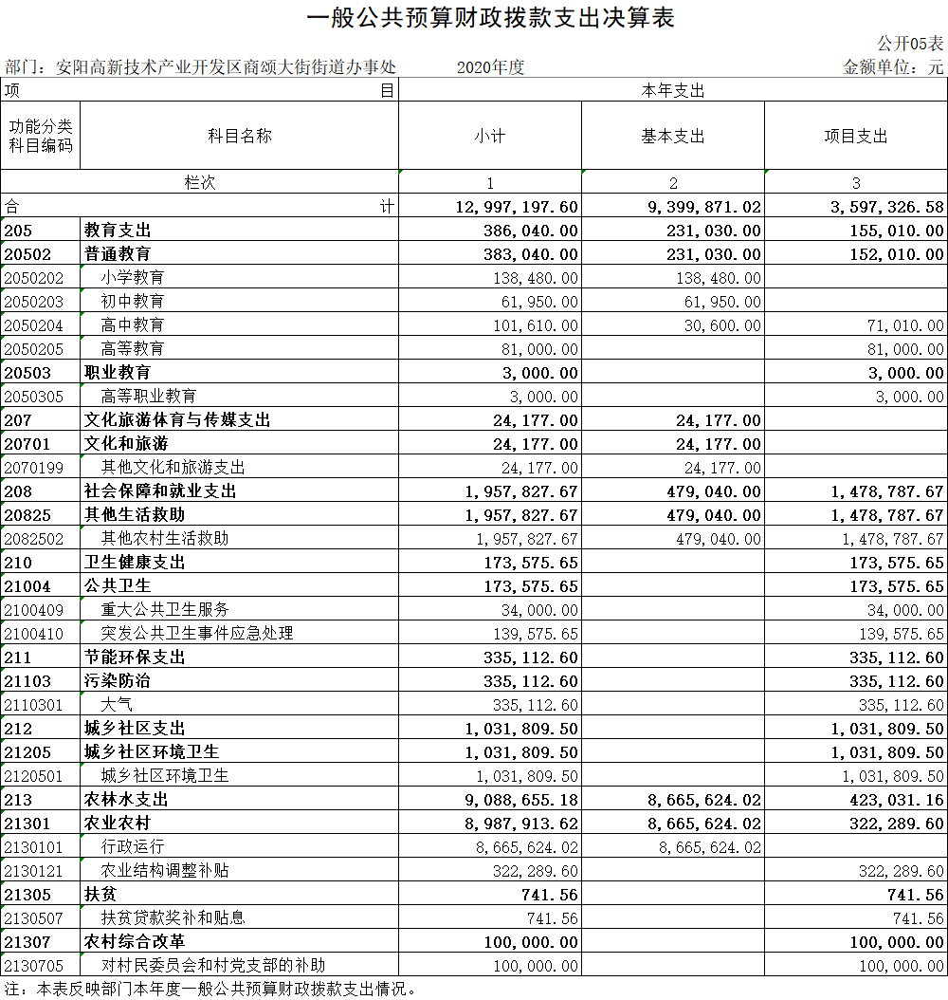 一般公共预算财政拨款支出决算表
公开05表
部门：安阳高新技术产业开发区商颂大街街道办事处 2020年度 金额单位：元
项 目 本年支出
功能分类科目编码 科目名称 小计 基本支出 项目支出
栏次 1 2 3
合 计 12,997,197.60 9,399,871.02 3,597,326.58
205 教育支出 386,040.00 231,030.00 155,010.00
20502 普通教育 383,040.00 231,030.00 152,010.00
2050202 小学教育 138,480.00 138,480.00
2050203 初中教育 61,950.00 61,950.00
2050204 高中教育 101,610.00 30,600.00 71,010.00
2050205 高等教育 81,000.00 81,000.00
20503 职业教育 3,000.00 3,000.00
2050305 高等职业教育 3,000.00 3,000.00
207 文化旅游体育与传媒支出 24,177.00 24,177.00
20701 文化和旅游 24,177.00 24,177.00
2070199 其他文化和旅游支出 24,177.00 24,177.00
208 社会保障和就业支出 1,957,827.67 479,040.00 1,478,787.67
20825 其他生活救助 1,957,827.67 479,040.00 1,478,787.67
2082502 其他农村生活救助 1,957,827.67 479,040.00 1,478,787.67
210 卫生健康支出 173,575.65 173,575.65
21004 公共卫生 173,575.65 173,575.65
2100409 重大公共卫生服务 34,000.00 34,000.00
2100410 突发公共卫生事件应急处理 139,575.65 139,575.65
211 节能环保支出 335,112.60 335,112.60
21103 污染防治 335,112.60 335,112.60
2110301 大气 335,112.60 335,112.60
212 城乡社区支出 1,031,809.50 1,031,809.50
21205 城乡社区环境卫生 1,031,809.50 1,031,809.50
2120501 城乡社区环境卫生 1,031,809.50 1,031,809.50
213 农林水支出 9,088,655.18 8,665,624.02 423,031.16
21301 农业农村 8,987,913.62 8,665,624.02 322,289.60
2130101 行政运行 8,665,624.02 8,665,624.02
2130121 农业结构调整补贴 322,289.60 322,289.60
21305 扶贫 741.56 741.56
2130507 扶贫贷款奖补和贴息 741.56 741.56
21307 农村综合改革 100,000.00 100,000.00
2130705 对村民委员会和村党支部的补助 100,000.00 100,000.00
注：本表反映部门本年度一般公共预算财政拨款支出情况。